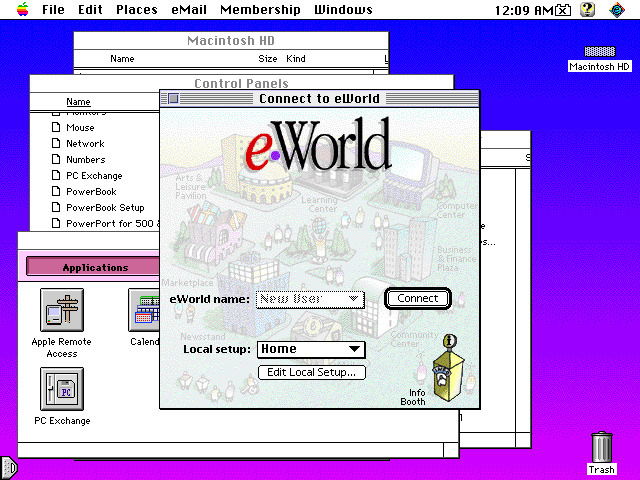 File Edit Places eMail Membership Windows 12:09 AM
Macintosh HD
Name Size Kind
Macintosh HD
Control Panels
Name
Monitors
Mouse
Network
Numbers
PC Exchange
PowerBook
PowerBook Setup
PowerPort for 500 &
Connect to eWorld
e•World
Arts &
Leisure
Pavilion
Learning
Center
Computer
Center
Business
& Finance
Plaza
Marketplace
eWorld name: New User Connect
Newsstand
Community
Center
Local setup: Home
Edit Local Setup...
Info
Booth
Applications
Apple Remote
Access
Calend
PC Exchange
Trash